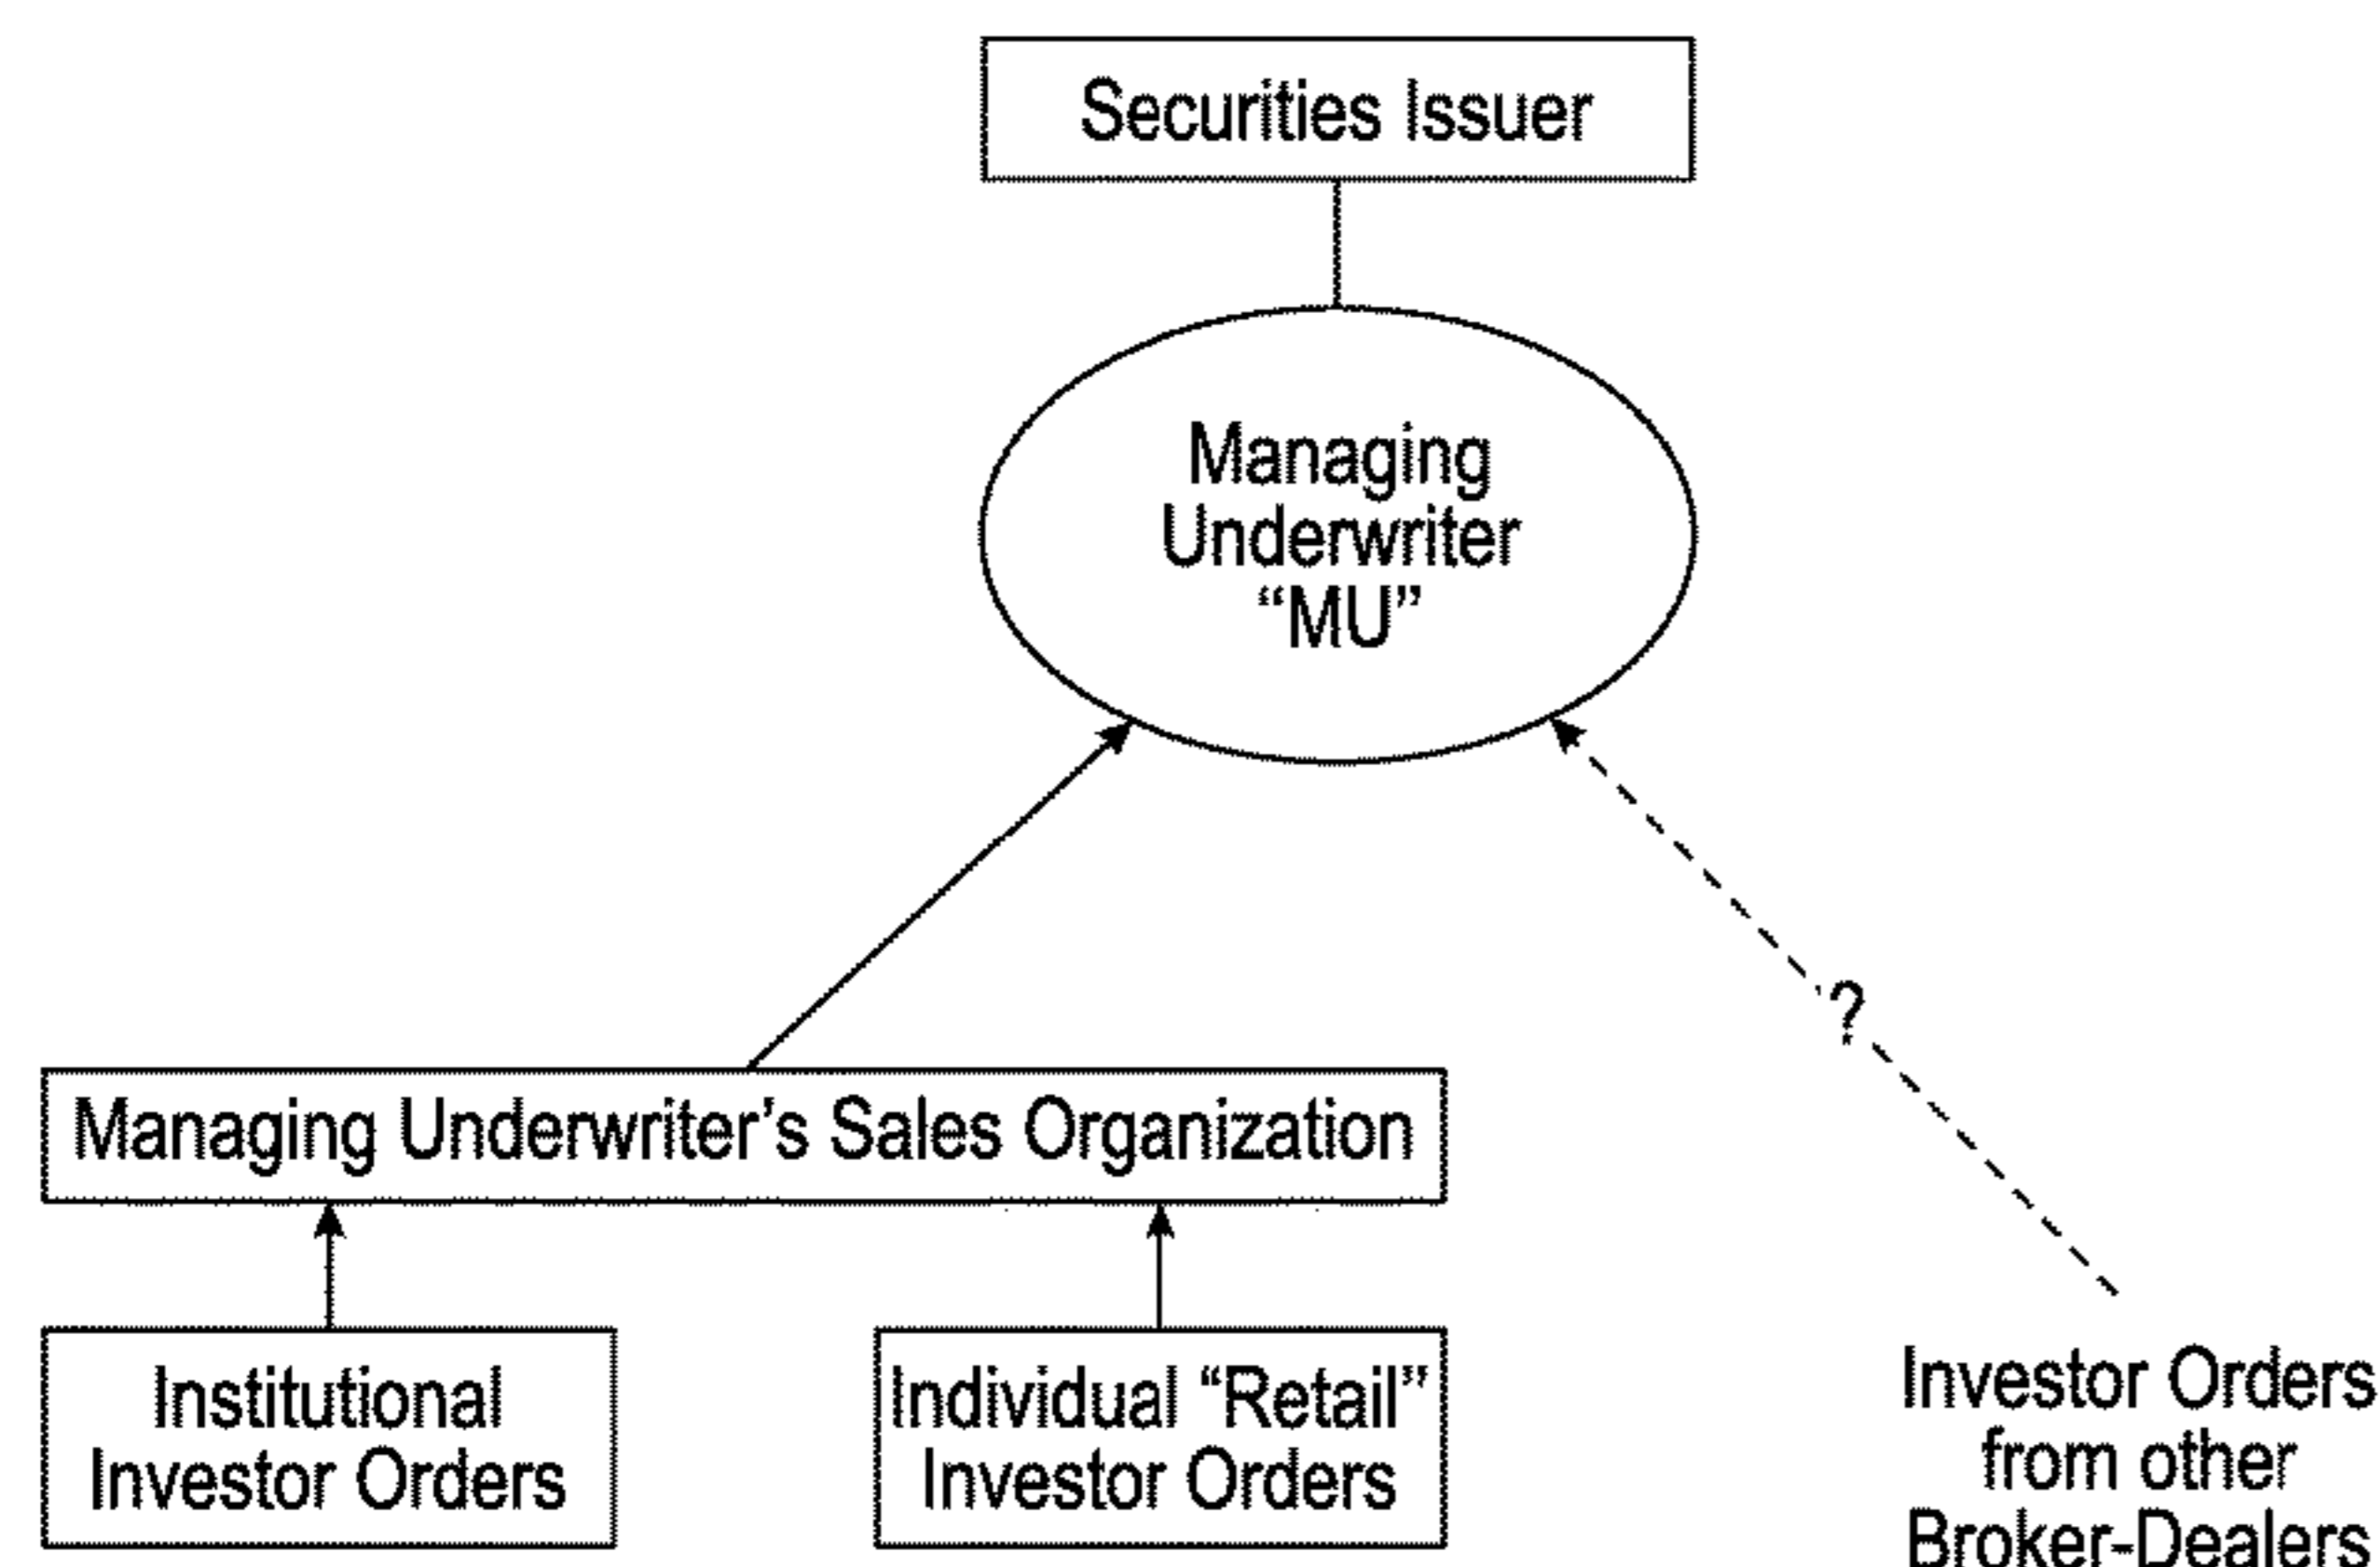 Securities Issuer
Managing
Underwriter
“MU”
?
Managing Underwriter’s Sales Organization
Institutional
Investor Orders
Individual “Retail”
Investor Orders
Investor Orders
from other
Broker-Dealers